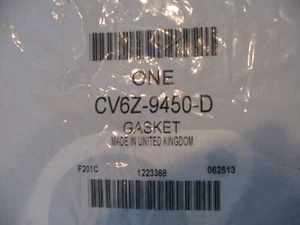 ONE
CV6Z-9450-D
GASKET
MADE IN UNITED KINGDOM
F201C 1223388 062513